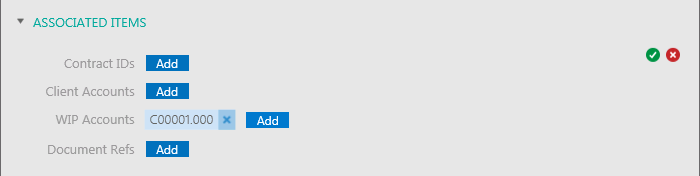 ASSOCIATED ITEMS
Contract IDs Add
Client Accounts Add
WIP Accounts C00001.000 × Add
Document Refs Add